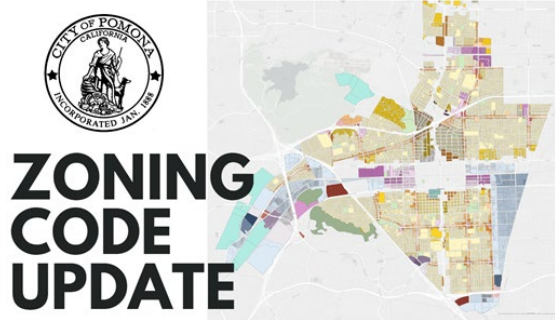 CITY OF POMONA
CALIFORNIA
INCORPORATED JAN. 1888
ZONING
CODE
UPDATE